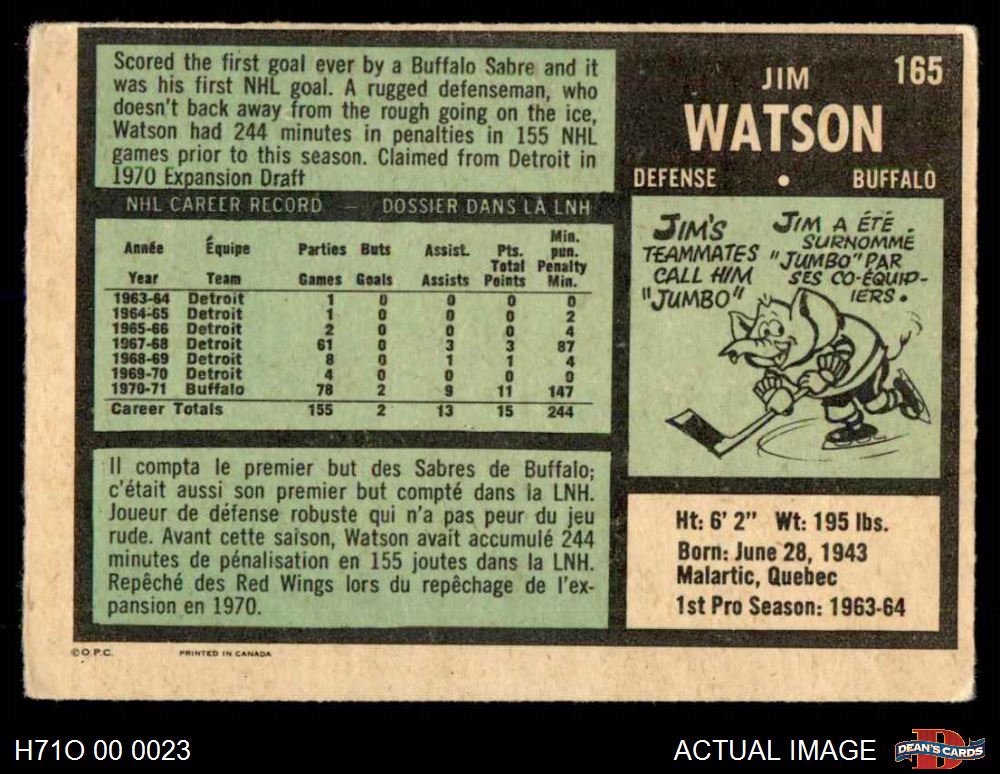 Scored the first goal ever by a Buffalo Sabre and it
was his first NHL goal. A rugged defenseman, who
doesn't back away from the rough going on the ice,
Watson had 244 minutes in penalties in 155 NHL
games prior to this season. Claimed from Detroit in
1970 Expansion Draft
165
JIM
WATSON
DEFENSE • BUFFALO
NHL CAREER RECORD — DOSSIER DANS LA LNH
Année Équipe Parties Buts Assist. Pts. Min. pun.
Year Team Games Goals Assists Total Points Penalty Min.
1963-64 Detroit 1 0 0 0 0
1964-65 Detroit 1 0 0 0 2
1965-66 Detroit 2 0 0 0 4
1967-68 Detroit 61 0 3 3 87
1968-69 Detroit 8 0 1 1 4
1969-70 Detroit 4 0 0 0 0
1970-71 Buffalo 78 2 9 11 147
Career Totals 155 2 13 15 244
JIM'S
TEAMMATES
CALL HIM
"JUMBO"
JIM A ÉTÉ
SURNOMMÉ
"JUMBO" PAR
SES CO-ÉQUIP-
IERS.
Il compta le premier but des Sabres de Buffalo;
c'était aussi son premier but compté dans la LNH.
Joueur de défense robuste qui n'a pas peur du jeu
rude. Avant cette saison, Watson avait accumulé 244
minutes de pénalisation en 155 joutes dans la LNH.
Repêché des Red Wings lors du repêchage de l'ex-
pansion en 1970.
Ht: 6' 2" Wt: 195 lbs.
Born: June 28, 1943
Malartic, Quebec
1st Pro Season: 1963-64
©O.P.C. PRINTED IN CANADA
H71O 00 0023
ACTUAL IMAGE
DEAN'S CARDS